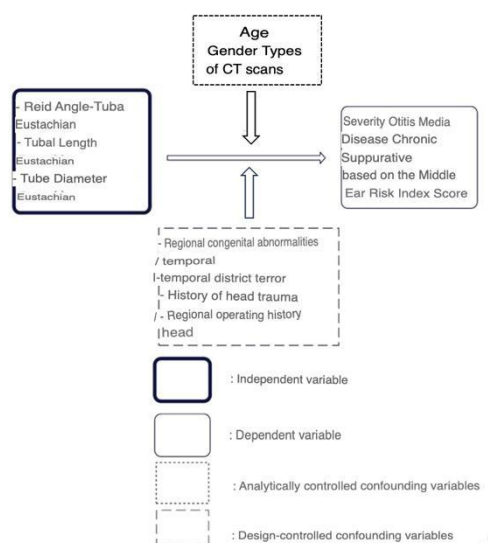 Age
Gender Types
of CT scans
- Reid Angle-Tuba
Eustachian
- Tubal Length
Eustachian
- Tube Diameter
Eustachian
Severity Otitis Media
Disease Chronic
Suppurative
based on the Middle
Ear Risk Index Score
- Regional congenital abnormalities
/ temporal
l-temporal district terror
- History of head trauma
/ - Regional operating history
head
: Independent variable
: Dependent variable
: Analytically controlled confounding variables
: Design-controlled confounding variables